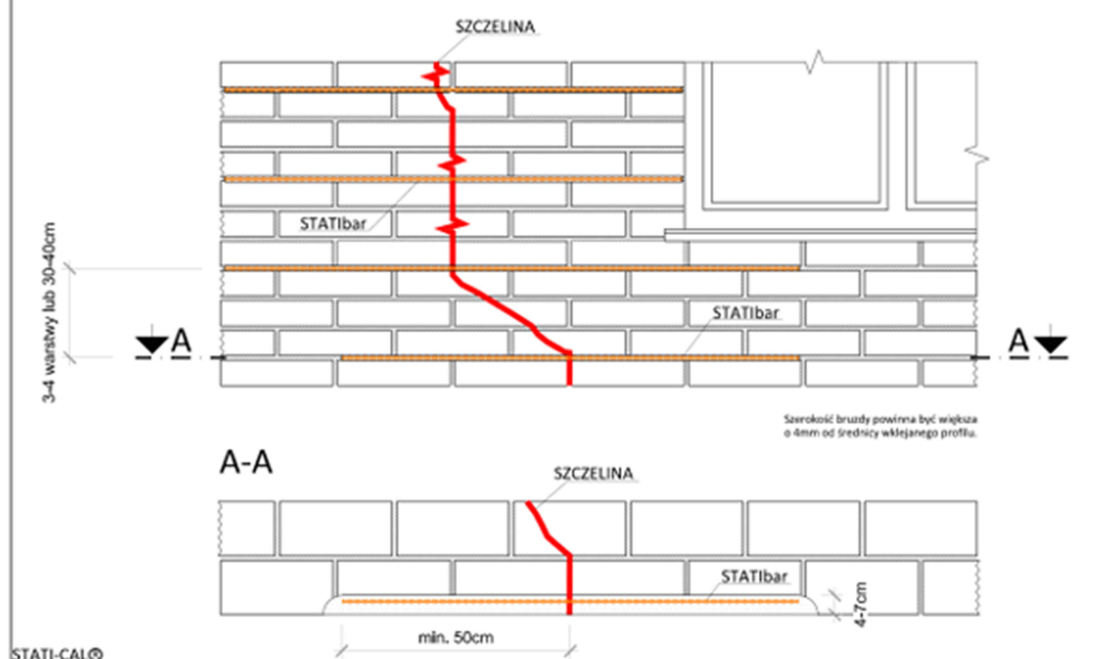 SZCZELINA
STATIbar
3-4 warstwy lub 30-40cm
STATIbar
A
A
Szerokość bruzdy powinna być większa
o 4mm od średnicy wklejanego profilu.
A-A
SZCZELINA
STATIbar
4-7cm
min. 50cm
STATI-CAL®